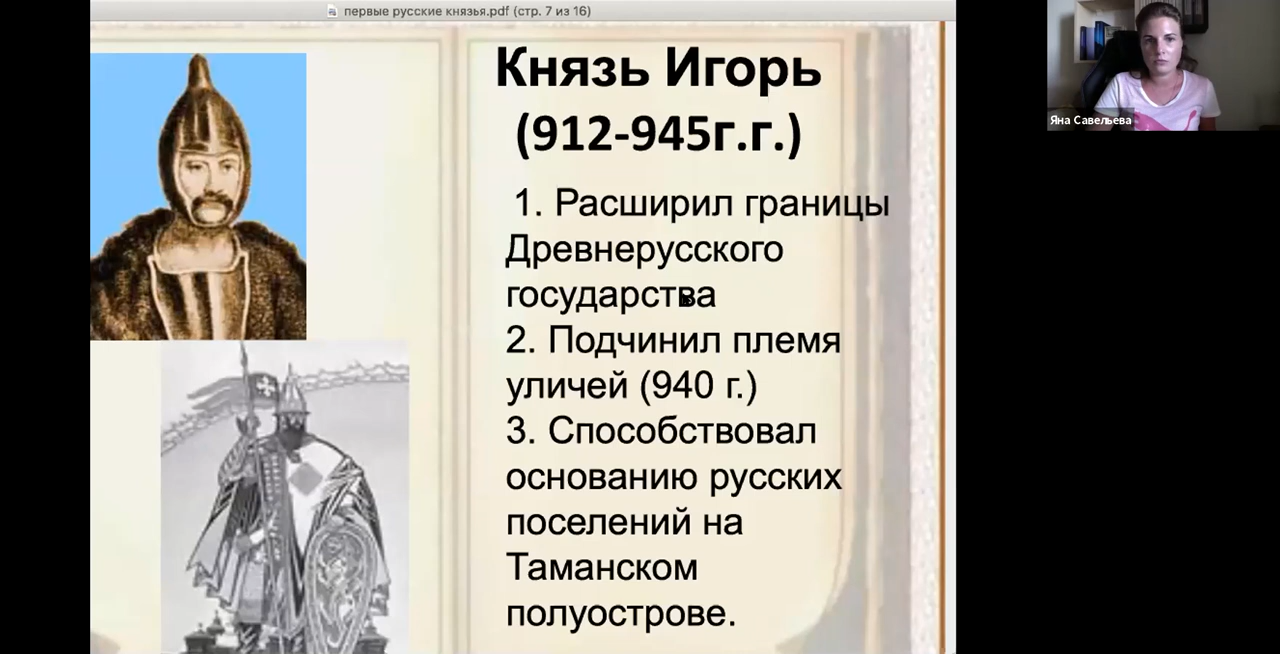 первые русские князья.pdf (стр. 7 из 16)
Князь Игорь
(912-945г.г.)
1. Расширил границы
Древнерусского
государства
2. Подчинил племя
уличей (940 г.)
3. Способствовал
основанию русских
поселений на
Таманском
полуострове.
Яна Савельева